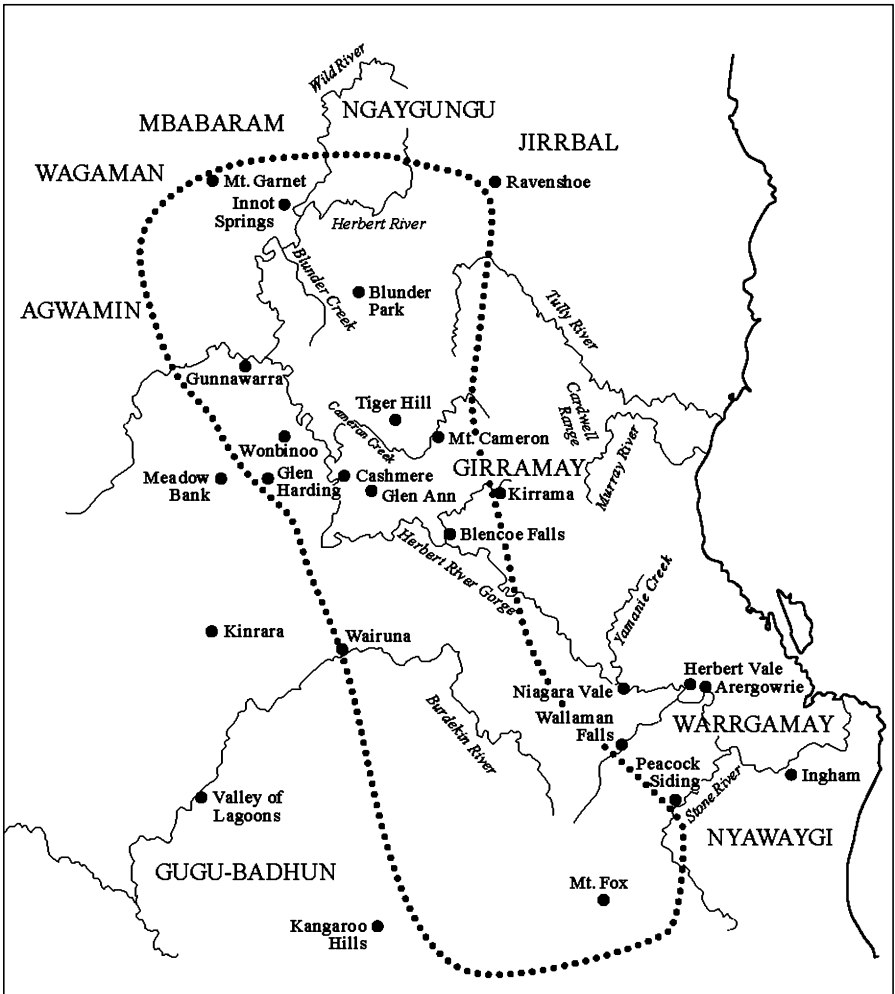 Wild River
NGAYGUNGU
MBABARAM
JIRRBAL
WAGAMAN
Mt. Garnet
Ravenshoe
Innot
Springs
Herbert River
Blunder Creek
Blunder
Park
AGWAMIN
Tully River
Gunnawarra
Tiger Hill
Cardwell
Range
Cameron Creek
Mt. Cameron
Wonbinoo
Murray River
GIRRAMAY
Meadow
Bank
Glen
Harding
Cashmere
Glen Ann
Kirrama
Blencoe Falls
Herbert River Gorge
Yamanie Creek
Kinrara
Wairuna
Herbert Vale
Niagara Vale
Arergowrie
Burdekin River
Wallaman
Falls
WARRGAMAY
Peacock
Siding
Stone River
Ingham
Valley of
Lagoons
NYAWAYGI
GUGU-BADHUN
Mt. Fox
Kangaroo
Hills